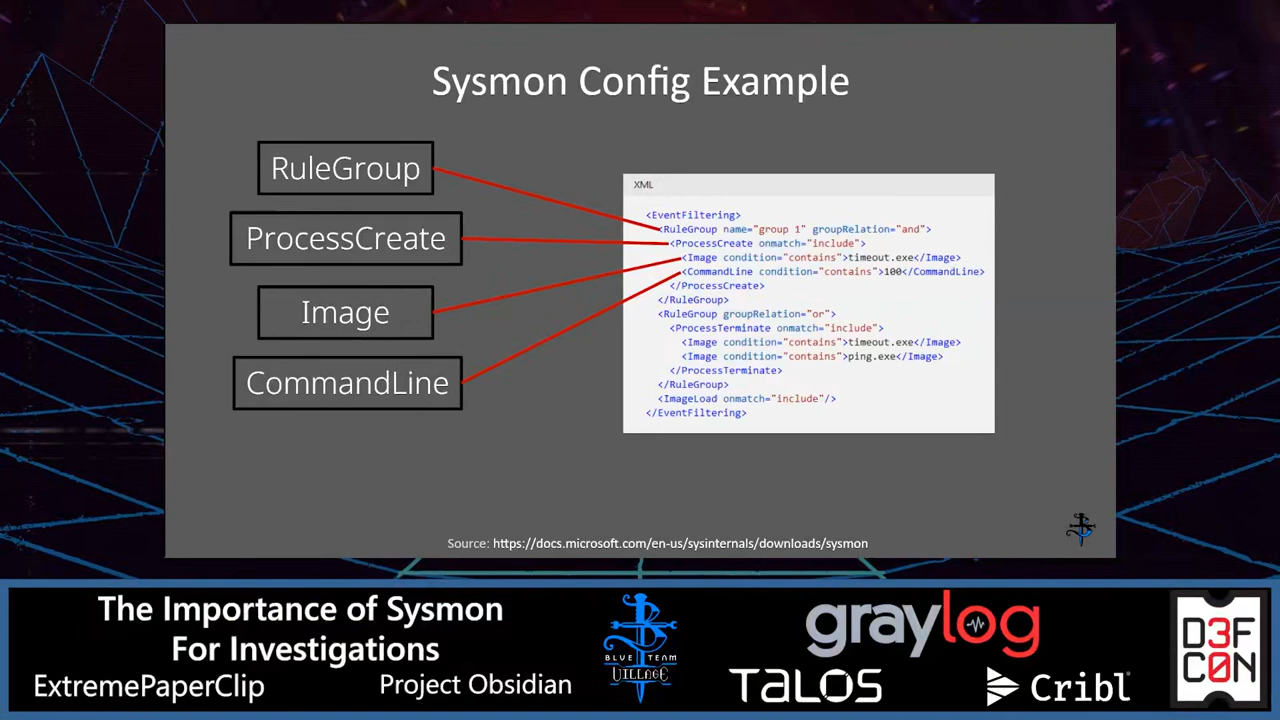 Sysmon Config Example
RuleGroup
ProcessCreate
Image
CommandLine
XML
<EventFiltering>
<RuleGroup name="group 1" groupRelation="and">
<ProcessCreate onmatch="include">
<Image condition="contains">timeout.exe</Image>
<CommandLine condition="contains">100</CommandLine>
</ProcessCreate>
</RuleGroup>
<RuleGroup groupRelation="or">
<ProcessTerminate onmatch="include">
<Image condition="contains">timeout.exe</Image>
<Image condition="contains">ping.exe</Image>
</ProcessTerminate>
</RuleGroup>
<ImageLoad onmatch="include"/>
</EventFiltering>
Source: https://docs.microsoft.com/en-us/sysinternals/downloads/sysmon
The Importance of Sysmon
For Investigations
ExtremePaperClip
Project Obsidian
BLUE TEAM
VILLAGE
graylog
TALOS
Cribl
D3F
C0N